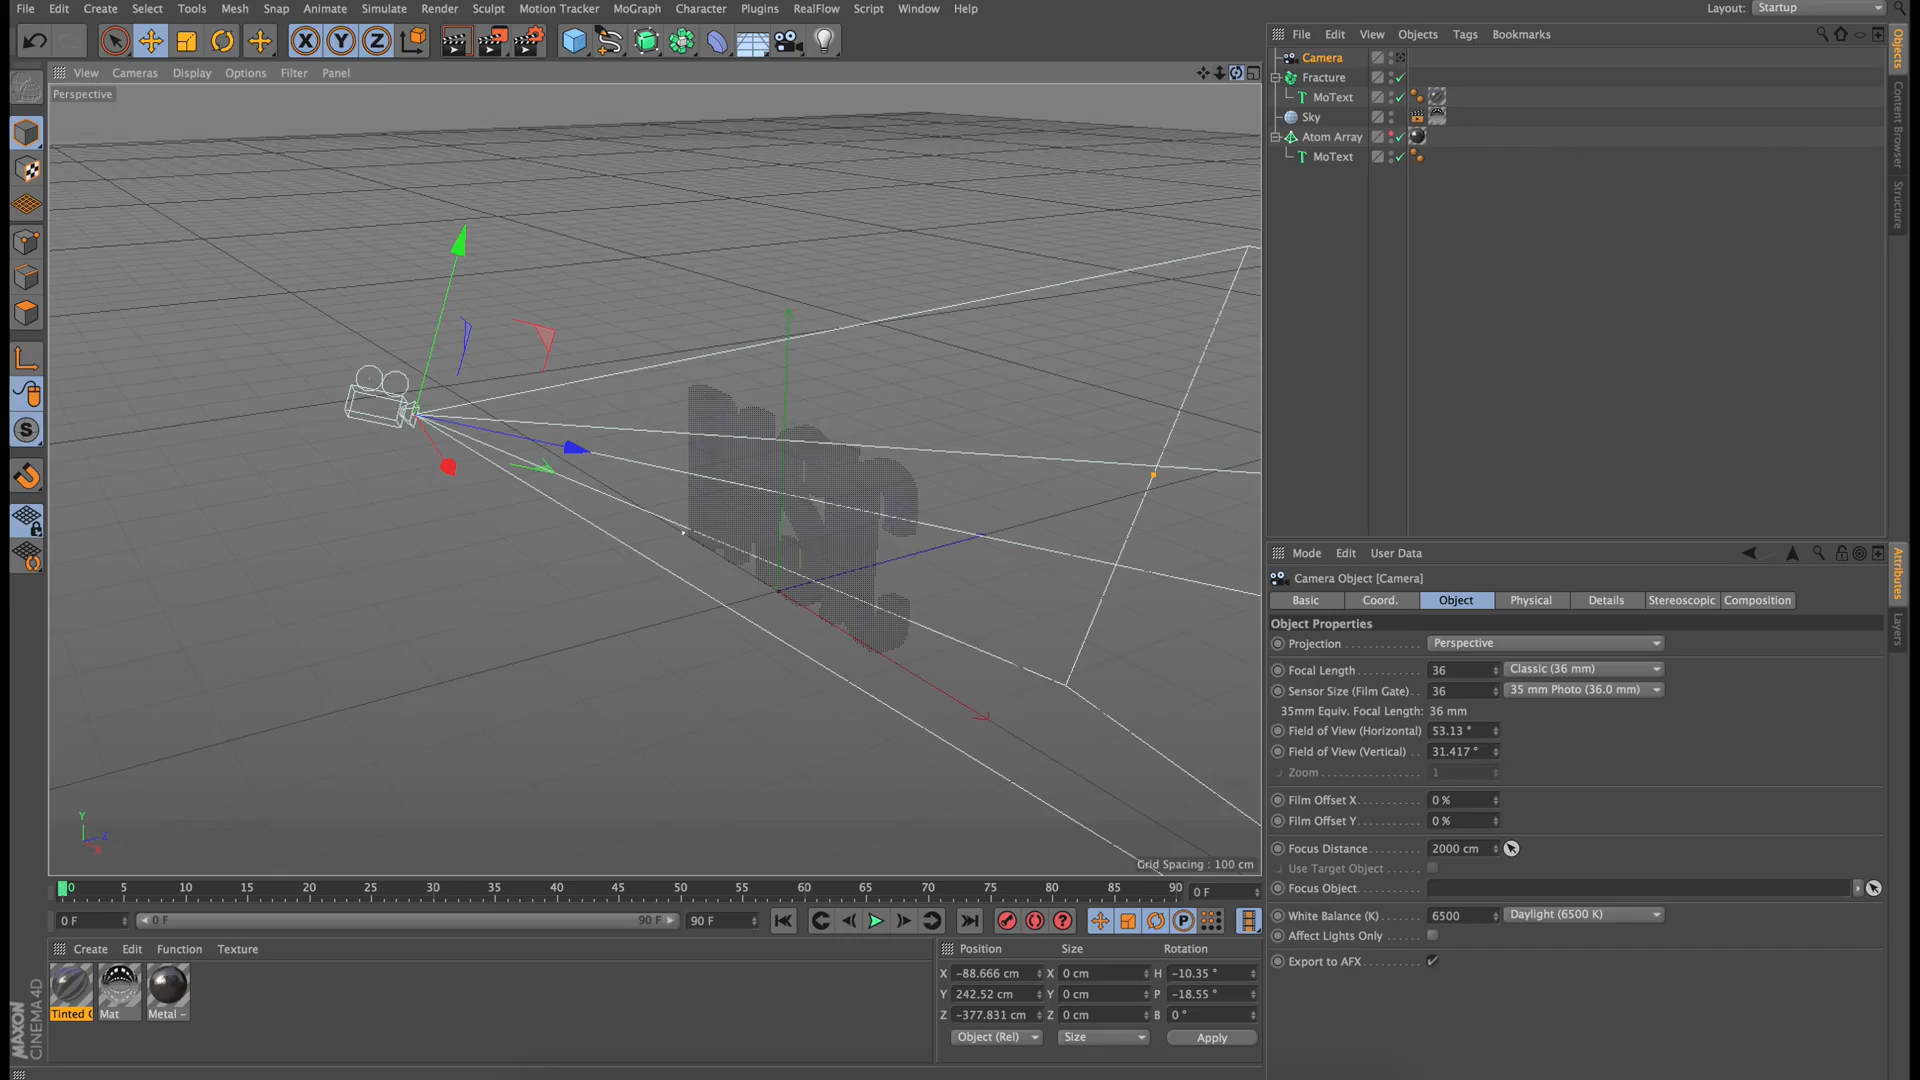 File Edit Create Select Tools Mesh Snap Animate Simulate Render Sculpt Motion Tracker MoGraph Character Plugins RealFlow Script Window Help
Layout: Startup
File Edit View Objects Tags Bookmarks
View Cameras Display Options Filter Panel
Perspective
Camera
Fracture
MoText
Sky
Atom Array
MoText
Objects
Content Browser
Structure
Mode Edit User Data
Camera Object [Camera]
Basic Coord. Object Physical Details Stereoscopic Composition
Object Properties
Projection Perspective
Focal Length 36 Classic (36 mm)
Sensor Size (Film Gate) 36 35 mm Photo (36.0 mm)
35mm Equiv. Focal Length: 36 mm
Field of View (Horizontal) 53.13 °
Field of View (Vertical) 31.417 °
Zoom 1
Film Offset X 0 %
Film Offset Y 0 %
Focus Distance 2000 cm
Use Target Object
Focus Object
White Balance (K) 6500 Daylight (6500 K)
Affect Lights Only
Export to AFX
Attributes
Layers
Y
Z
X
Grid Spacing : 100 cm
0 5 10 15 20 25 30 35 40 45 50 55 60 65 70 75 80 85 90 0 F
0 F 0 F 90 F 90 F
Create Edit Function Texture
Tinted
Mat
Metal -
Position Size Rotation
X -88.666 cm X 0 cm H -10.35 °
Y 242.52 cm Y 0 cm P -18.55 °
Z -377.831 cm Z 0 cm B 0 °
Object (Rel) Size Apply
MAXON
CINEMA 4D